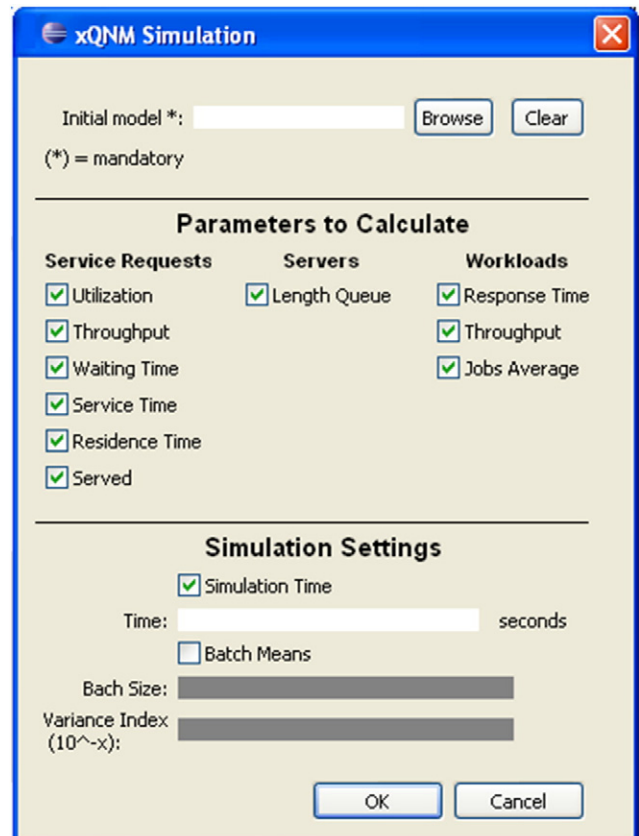 xQNM Simulation
Initial model *: Browse Clear
(*) = mandatory
Parameters to Calculate
Service Requests Servers Workloads
Utilization Length Queue Response Time
Throughput Throughput
Waiting Time Jobs Average
Service Time
Residence Time
Served
Simulation Settings
Simulation Time
Time: seconds
Batch Means
Bach Size:
Variance Index
(10^-x):
OK Cancel